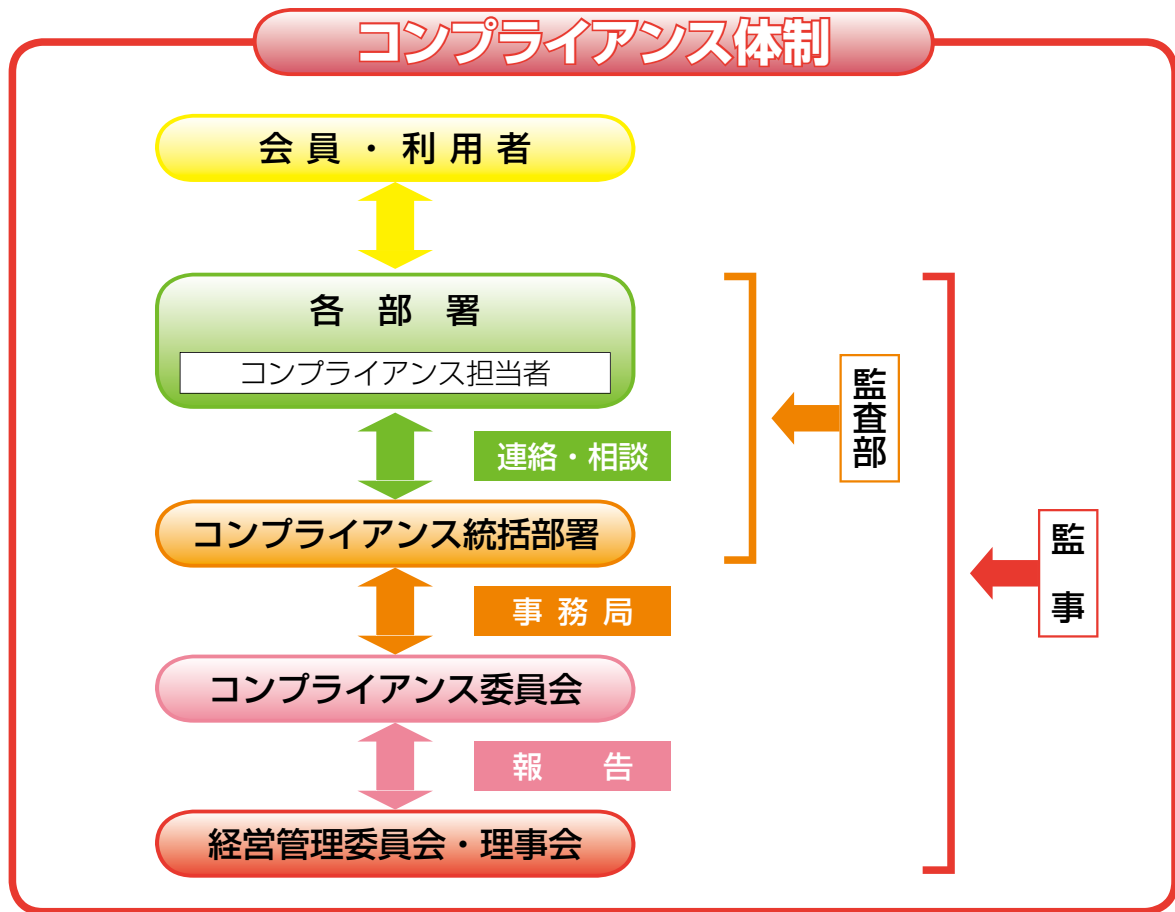 コンプライアンス体制
会員・利用者
各部署
コンプライアンス担当者
連絡・相談
コンプライアンス統括部署
事務局
コンプライアンス委員会
報告
経営管理委員会・理事会
監査部
監事